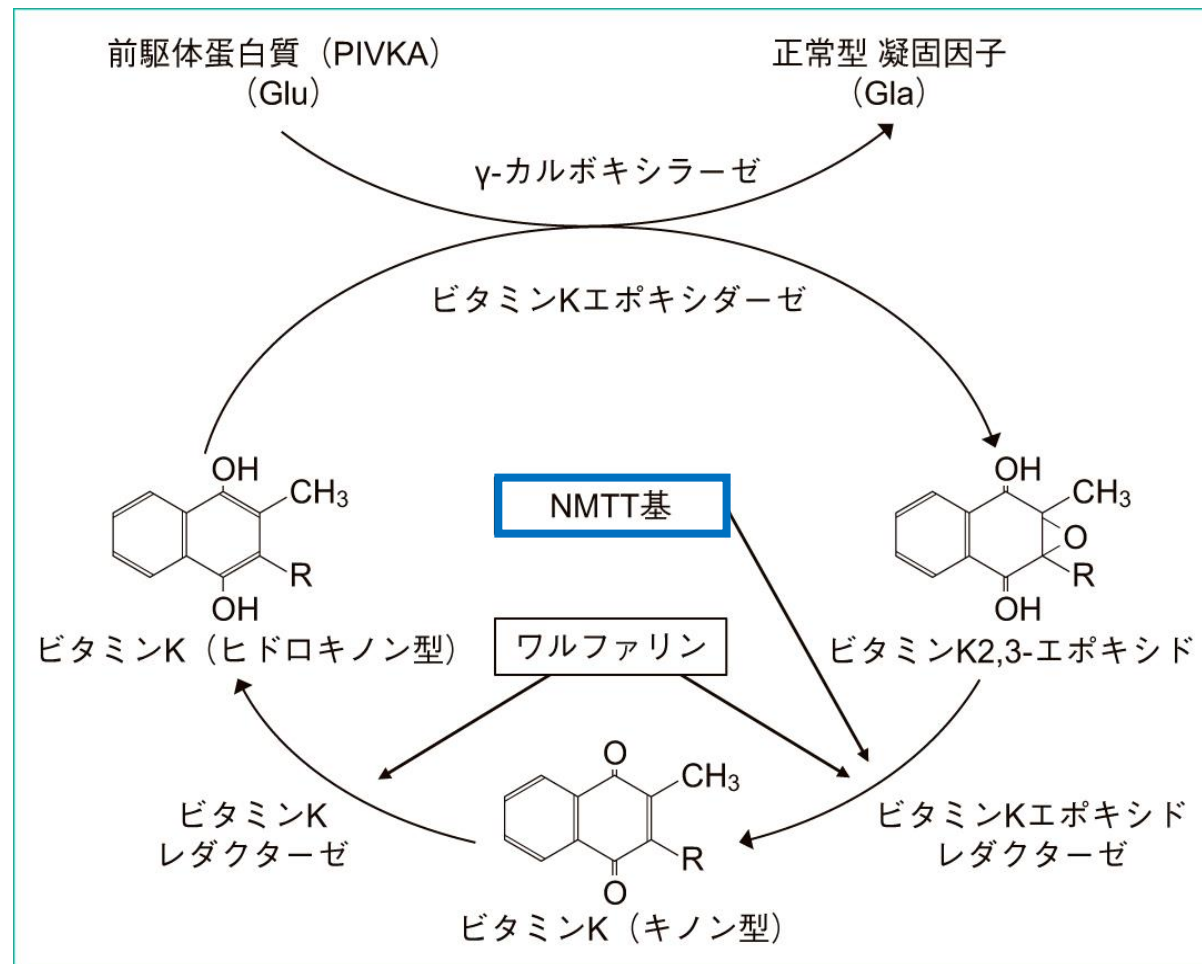 前駆体蛋白質（PIVKA）
（Glu）
正常型 凝固因子
（Gla）
γ-カルボキシラーゼ
ビタミンKエポキシダーゼ
OH
CH3
R
OH
ビタミンK（ヒドロキノン型）
NMTT基
ワルファリン
OH
CH3
O
R
OH
ビタミンK2,3-エポキシド
ビタミンK
レダクターゼ
O
CH3
R
O
ビタミンK（キノン型）
ビタミンKエポキシド
レダクターゼ